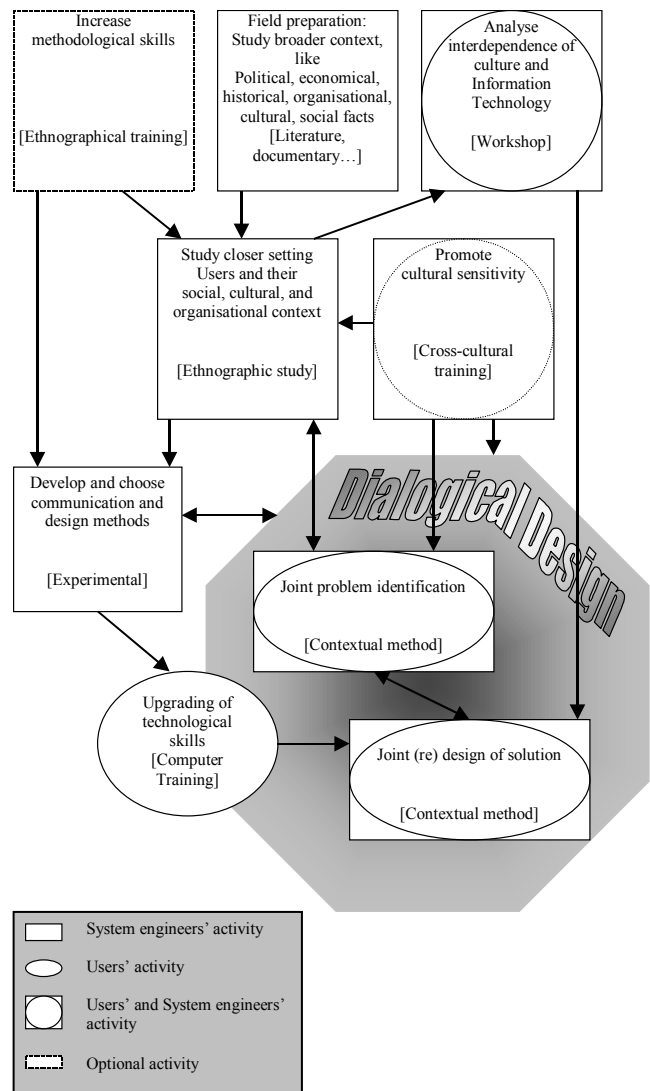 Increase
methodological skills
[Ethnographical training]
Field preparation:
Study broader context,
like
Political, economical,
historical, organisational,
cultural, social facts
[Literature,
documentary…]
Analyse
interdependence of
culture and
Information
Technology
[Workshop]
Study closer setting
Users and their
social, cultural, and
organisational context
[Ethnographic study]
Promote
cultural sensitivity
[Cross-cultural
training]
Develop and choose
communication and
design methods
[Experimental]
Dialogical Design
Joint problem identification
[Contextual method]
Upgrading of
technological
skills
[Computer
Training]
Joint (re) design of solution
[Contextual method]
System engineers’ activity
Users’ activity
Users’ and System engineers’
activity
Optional activity